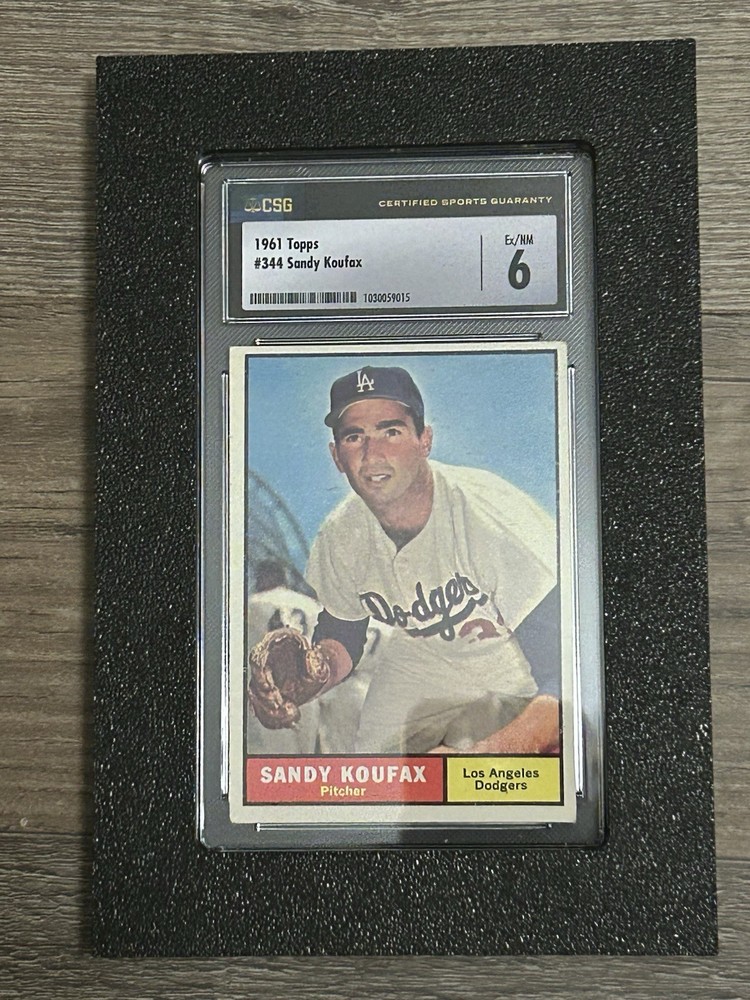 CSG
CERTIFIED SPORTS GUARANTY
1961 Topps
#344 Sandy Koufax
Ex/NM
6
1030059015
LA
Dodgers
SANDY KOUFAX
Pitcher
Los Angeles
Dodgers